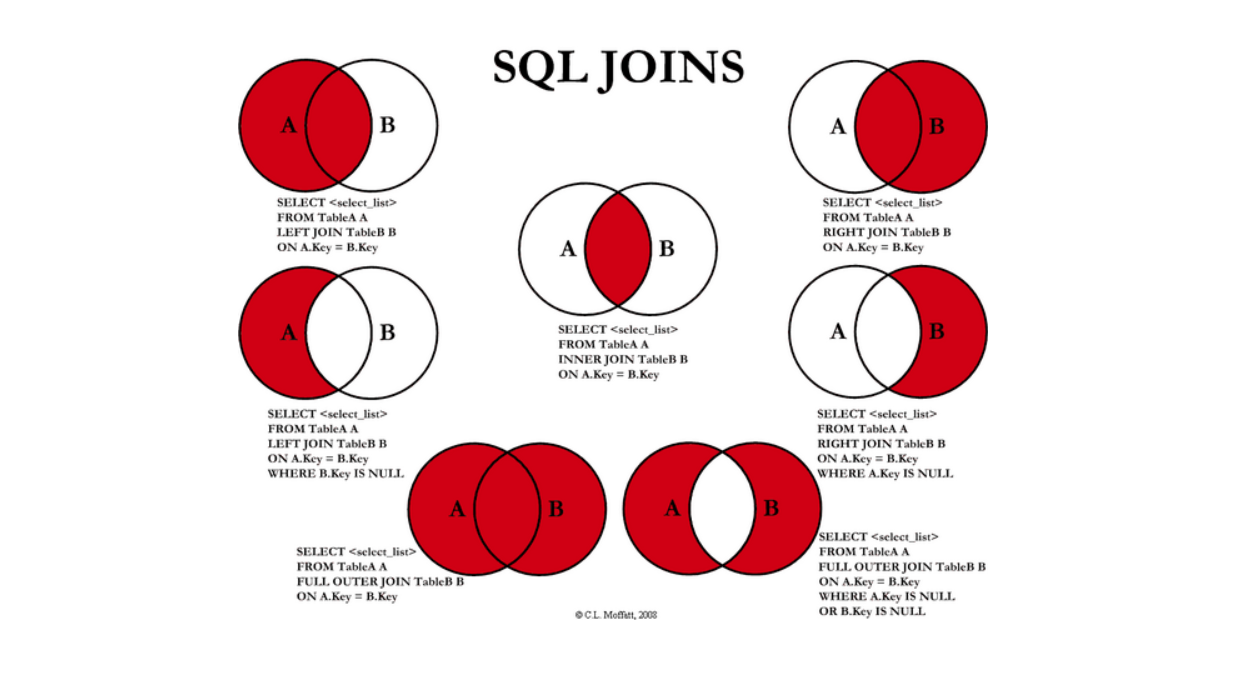 SQL JOINS
A B
SELECT <select_list>
FROM TableA A
LEFT JOIN TableB B
ON A.Key = B.Key
A B
SELECT <select_list>
FROM TableA A
RIGHT JOIN TableB B
ON A.Key = B.Key
A B
SELECT <select_list>
FROM TableA A
INNER JOIN TableB B
ON A.Key = B.Key
A B
SELECT <select_list>
FROM TableA A
LEFT JOIN TableB B
ON A.Key = B.Key
WHERE B.Key IS NULL
A B
SELECT <select_list>
FROM TableA A
RIGHT JOIN TableB B
ON A.Key = B.Key
WHERE A.Key IS NULL
A B
SELECT <select_list>
FROM TableA A
FULL OUTER JOIN TableB B
ON A.Key = B.Key
A B
SELECT <select_list>
FROM TableA A
FULL OUTER JOIN TableB B
ON A.Key = B.Key
WHERE A.Key IS NULL
OR B.Key IS NULL
© C.L. Moffatt, 2008